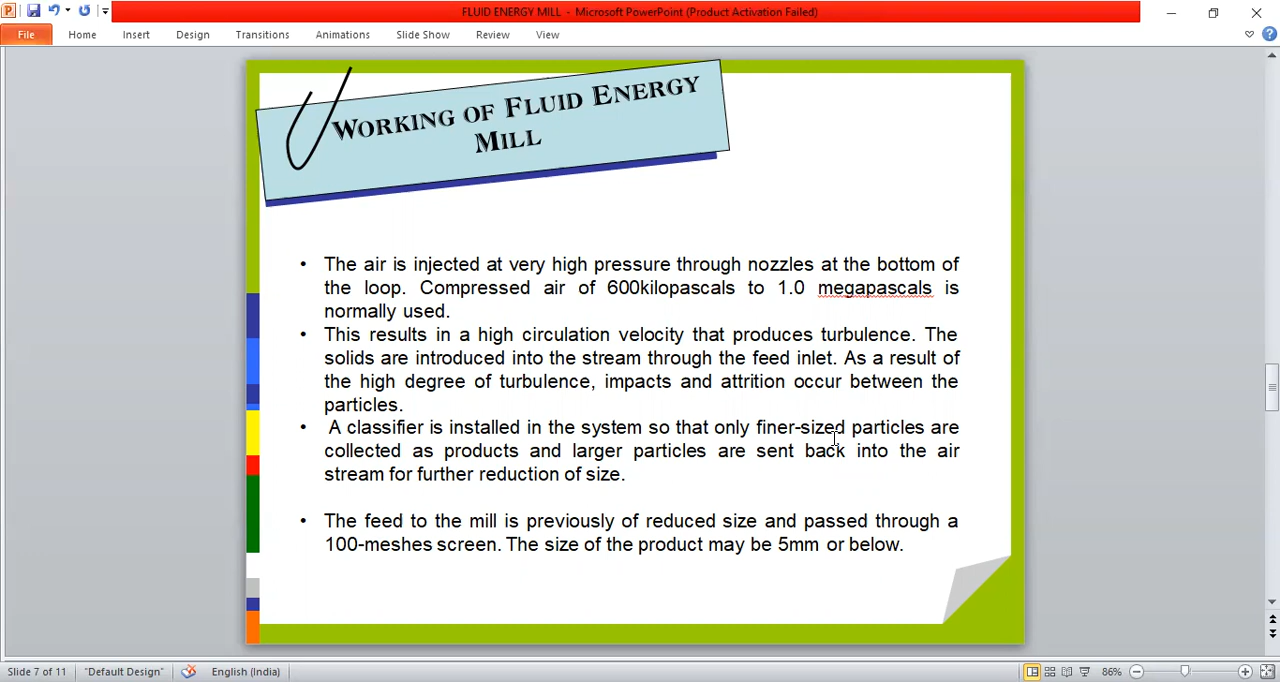 FLUID ENERGY MILL - Microsoft PowerPoint (Product Activation Failed)
File Home Insert Design Transitions Animations Slide Show Review View
WORKING OF FLUID ENERGY
MILL
• The air is injected at very high pressure through nozzles at the bottom of
the loop. Compressed air of 600kilopascals to 1.0 megapascals is
normally used.
• This results in a high circulation velocity that produces turbulence. The
solids are introduced into the stream through the feed inlet. As a result of
the high degree of turbulence, impacts and attrition occur between the
particles.
• A classifier is installed in the system so that only finer-sized particles are
collected as products and larger particles are sent back into the air
stream for further reduction of size.
• The feed to the mill is previously of reduced size and passed through a
100-meshes screen. The size of the product may be 5mm or below.
Slide 7 of 11 "Default Design" English (India) 86%